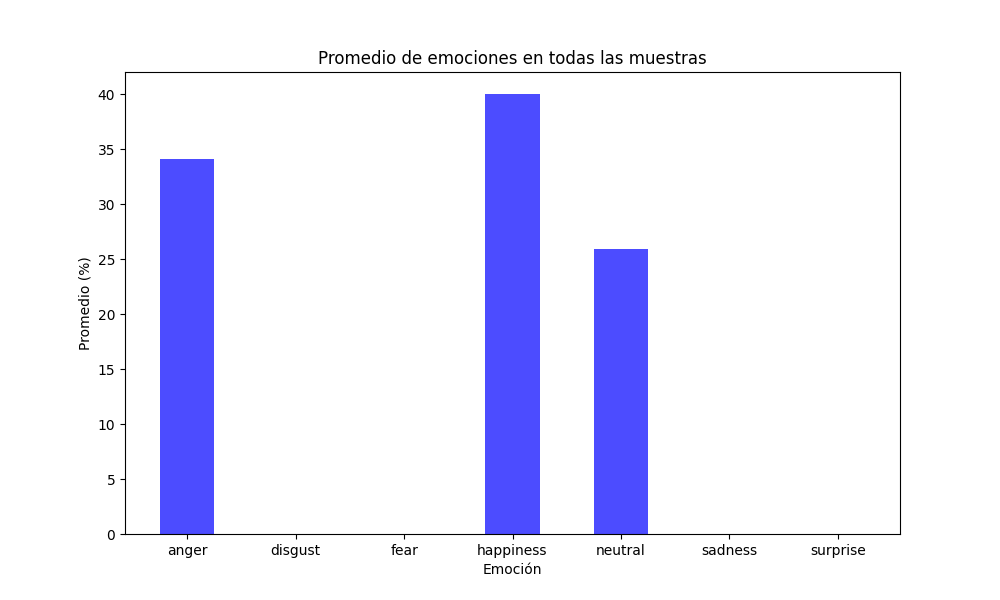 Promedio de emociones en todas las muestras
Promedio (%)
40
35
30
25
20
15
10
5
0
anger disgust fear happiness neutral sadness surprise
Emoción